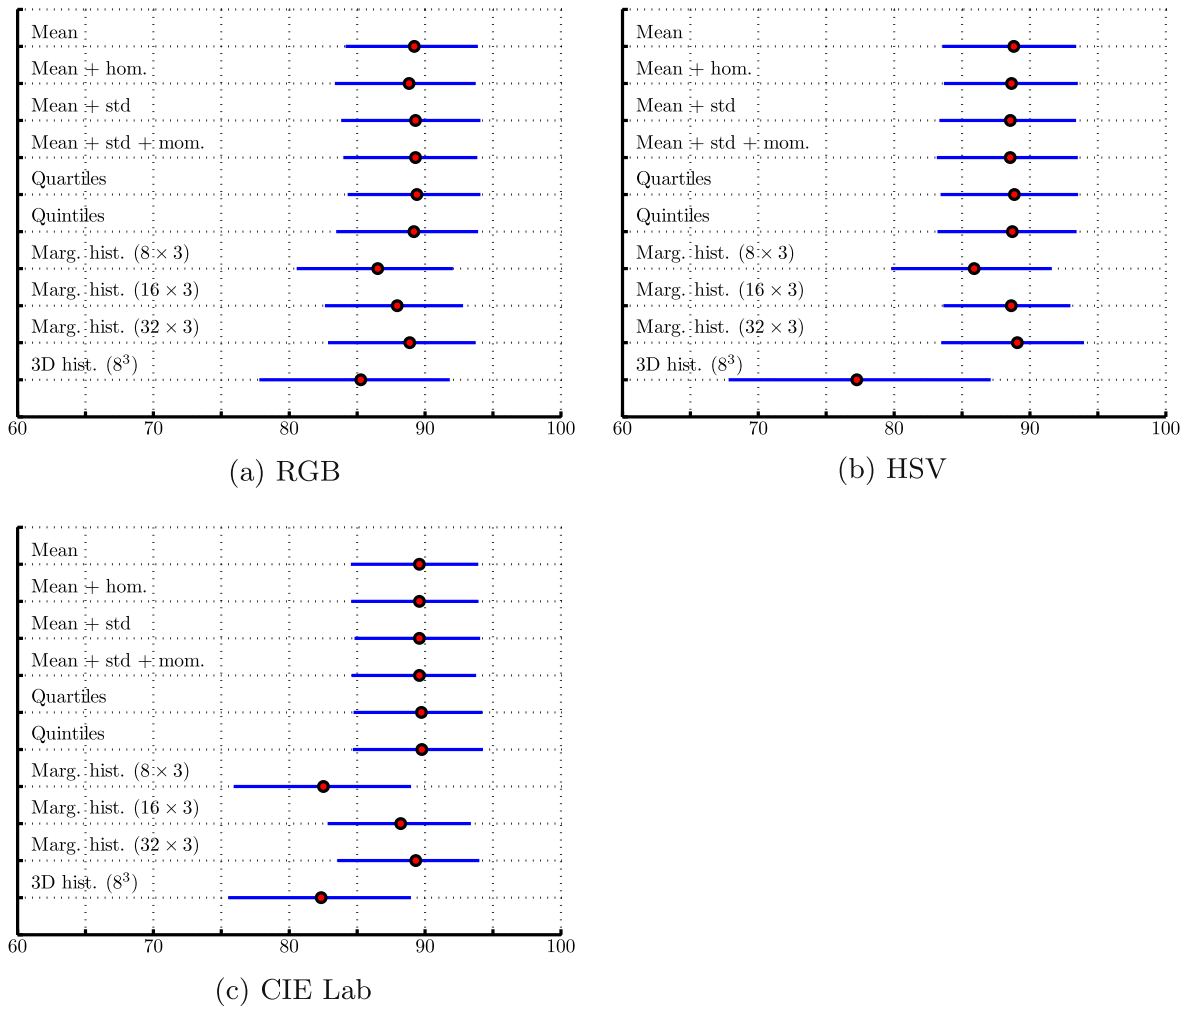 Mean
Mean + hom.
Mean + std
Mean + std + mom.
Quartiles
Quintiles
Marg. hist. (8 × 3)
Marg. hist. (16 × 3)
Marg. hist. (32 × 3)
3D hist. (8³)
60 70 80 90 100
(a) RGB
Mean
Mean + hom.
Mean + std
Mean + std + mom.
Quartiles
Quintiles
Marg. hist. (8 × 3)
Marg. hist. (16 × 3)
Marg. hist. (32 × 3)
3D hist. (8³)
60 70 80 90 100
(b) HSV
Mean
Mean + hom.
Mean + std
Mean + std + mom.
Quartiles
Quintiles
Marg. hist. (8 × 3)
Marg. hist. (16 × 3)
Marg. hist. (32 × 3)
3D hist. (8³)
60 70 80 90 100
(c) CIE Lab